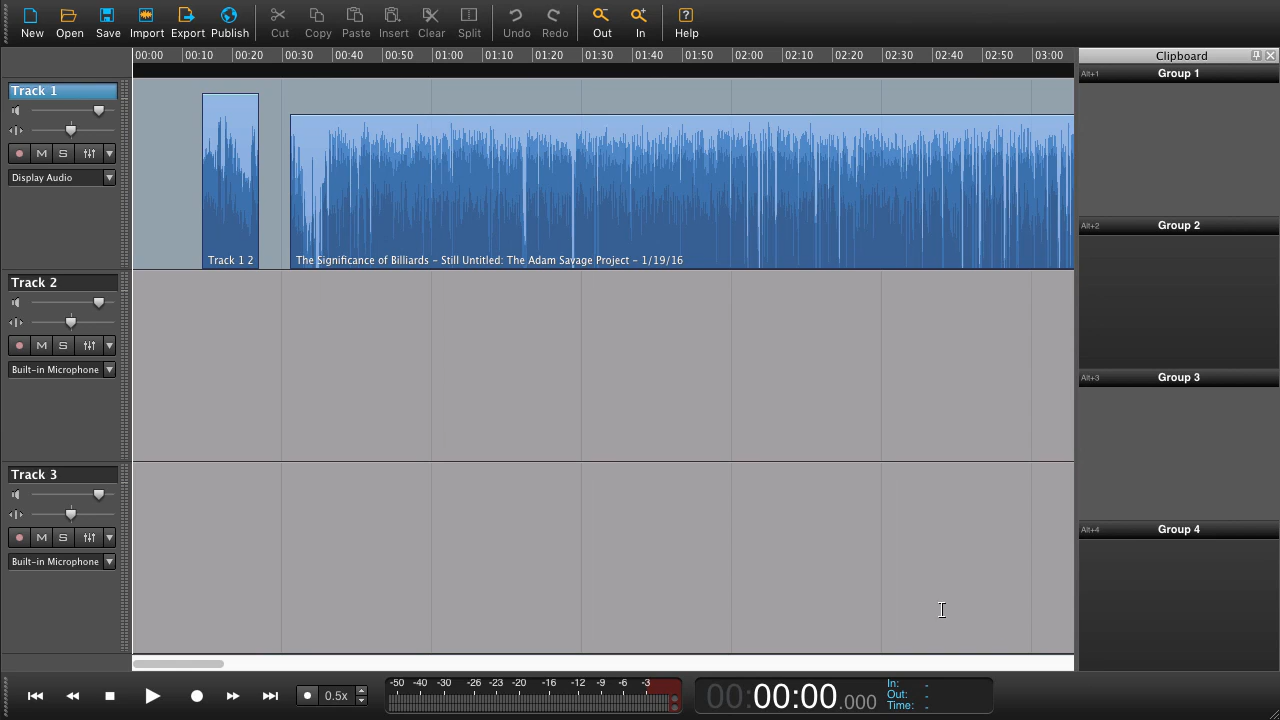 New Open Save Import Export Publish Cut Copy Paste Insert Clear Split Undo Redo Out In Help
00:00 00:10 00:20 00:30 00:40 00:50 01:00 01:10 01:20 01:30 01:40 01:50 02:00 02:10 02:20 02:30 02:40 02:50 03:00
Clipboard
Alt+1 Group 1
Track 1
M S
Display Audio
Track 1 2
The Significance of Billiards – Still Untitled: The Adam Savage Project – 1/19/16
Alt+2 Group 2
Track 2
M S
Built-in Microphone
Alt+3 Group 3
Track 3
M S
Built-in Microphone
Alt+4 Group 4
0.5x
-50 -40 -30 -26 -23 -20 -16 -12 -9 -6 -3
00:00:00.000
In: -
Out: -
Time: -